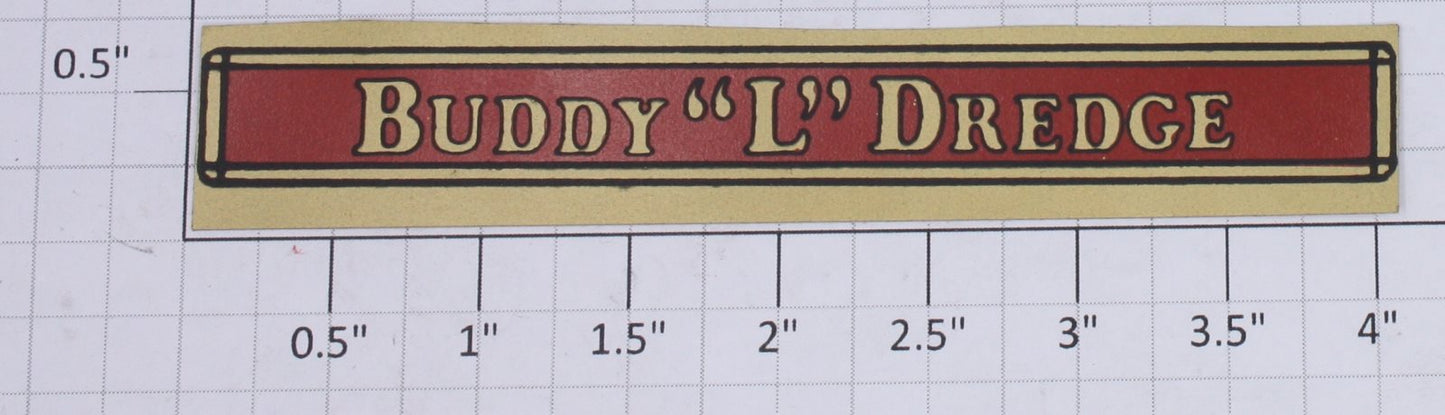 0.5"
BUDDY “L” DREDGE
0.5" 1" 1.5" 2" 2.5" 3" 3.5" 4"